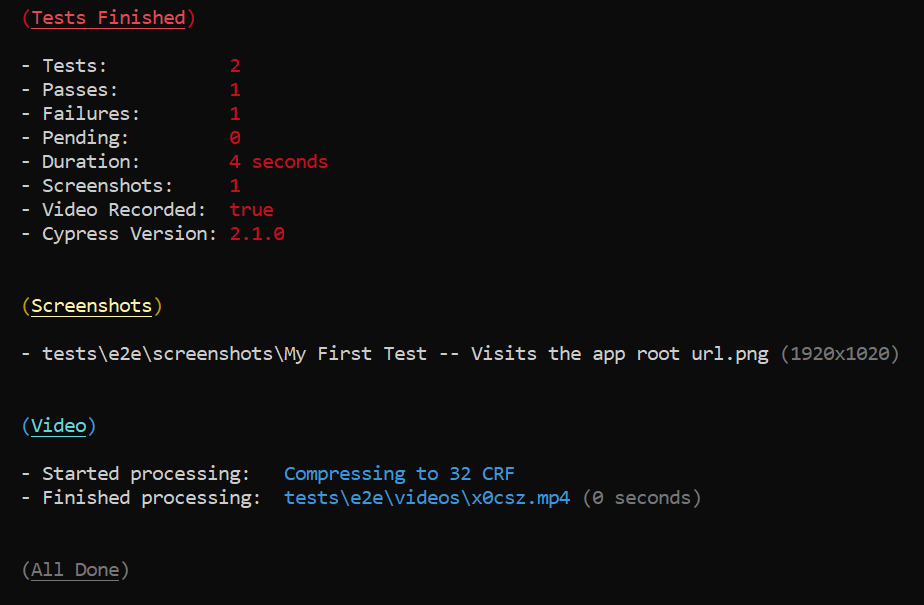 (Tests Finished)
- Tests: 2
- Passes: 1
- Failures: 1
- Pending: 0
- Duration: 4 seconds
- Screenshots: 1
- Video Recorded: true
- Cypress Version: 2.1.0
(Screenshots)
- tests\e2e\screenshots\My First Test -- Visits the app root url.png (1920x1020)
(Video)
- Started processing: Compressing to 32 CRF
- Finished processing: tests\e2e\videos\x0csz.mp4 (0 seconds)
(All Done)